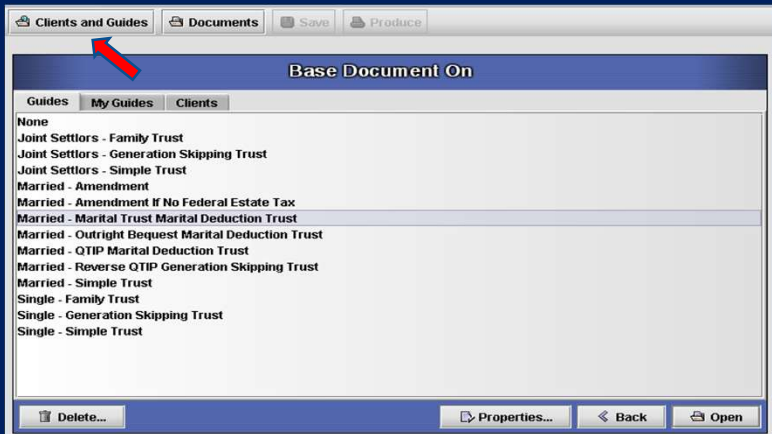 Clients and Guides Documents Save Produce
Base Document On
Guides My Guides Clients
None
Joint Settlors - Family Trust
Joint Settlors - Generation Skipping Trust
Joint Settlors - Simple Trust
Married - Amendment
Married - Amendment If No Federal Estate Tax
Married - Marital Trust Marital Deduction Trust
Married - Outright Bequest Marital Deduction Trust
Married - QTIP Marital Deduction Trust
Married - Reverse QTIP Generation Skipping Trust
Married - Simple Trust
Single - Family Trust
Single - Generation Skipping Trust
Single - Simple Trust
Delete... Properties... Back Open